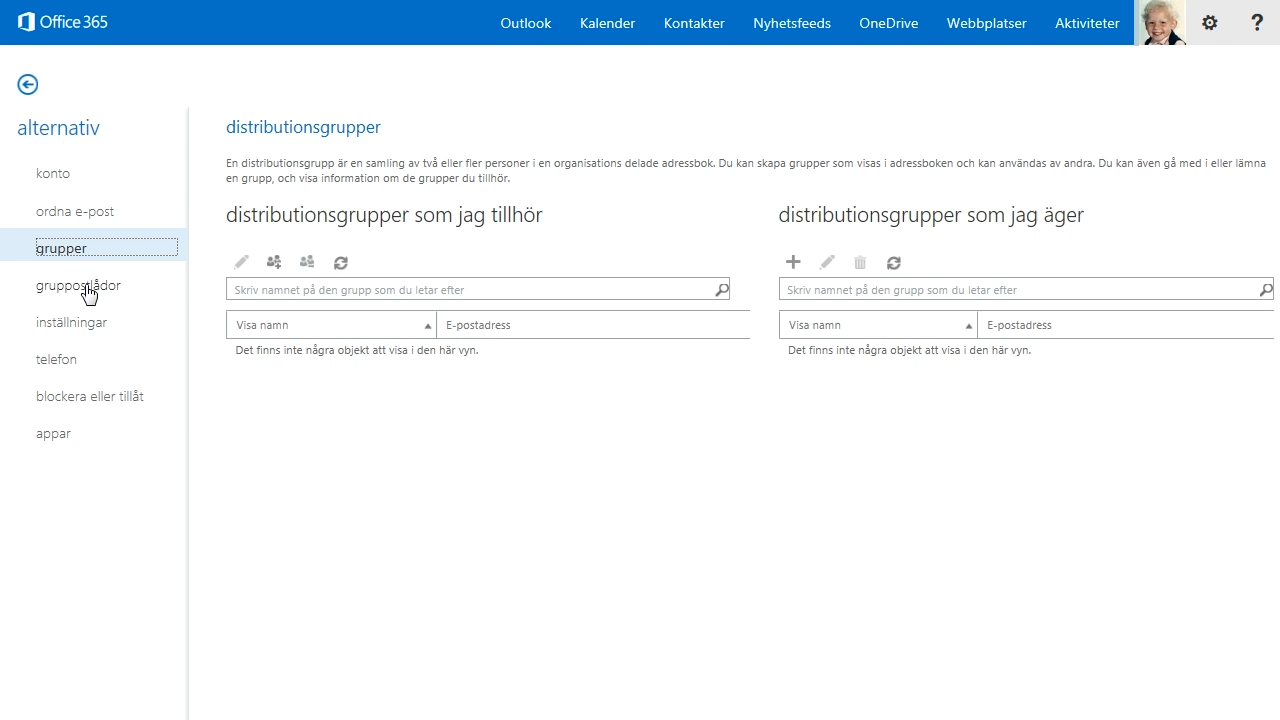 Office 365
Outlook Kalender Kontakter Nyhetsfeeds OneDrive Webbplatser Aktiviteter ?
alternativ
konto
ordna e-post
grupper
gruppostlådor
inställningar
telefon
blockera eller tillåt
appar
distributionsgrupper
En distributionsgrupp är en samling av två eller fler personer i en organisations delade adressbok. Du kan skapa grupper som visas i adressboken och kan användas av andra. Du kan även gå med i eller lämna
en grupp, och visa information om de grupper du tillhör.
distributionsgrupper som jag tillhör
Skriv namnet på den grupp som du letar efter
Visa namn E-postadress
Det finns inte några objekt att visa i den här vyn.
distributionsgrupper som jag äger
Skriv namnet på den grupp som du letar efter
Visa namn E-postadress
Det finns inte några objekt att visa i den här vyn.